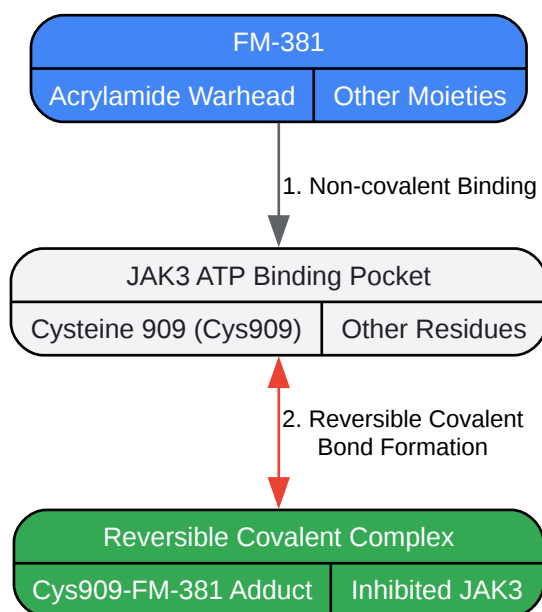 FM-381
Acrylamide Warhead
Other Moieties
1. Non-covalent Binding
JAK3 ATP Binding Pocket
Cysteine 909 (Cys909)
Other Residues
2. Reversible Covalent
Bond Formation
Reversible Covalent Complex
Cys909-FM-381 Adduct
Inhibited JAK3